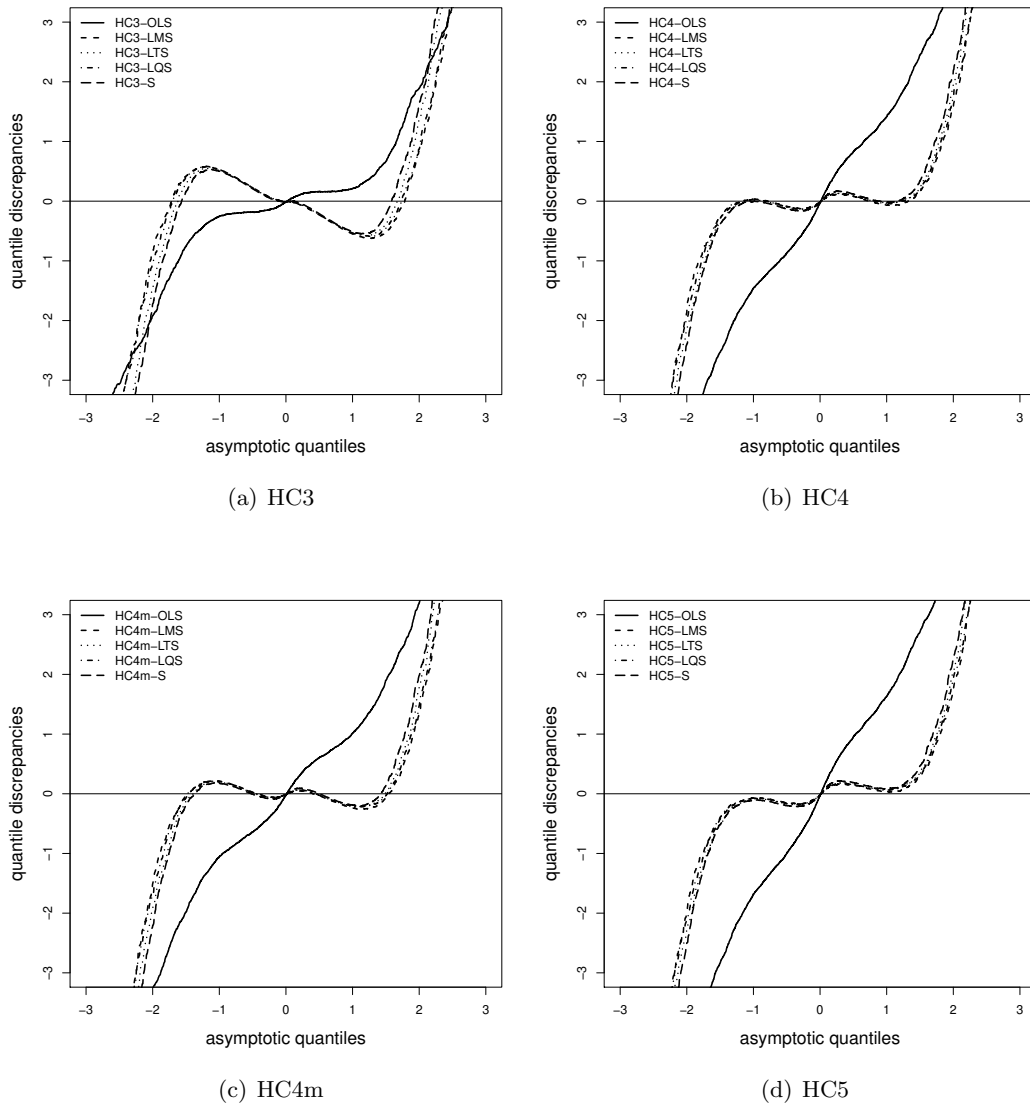 HC3−OLS
HC3−LMS
HC3−LTS
HC3−LQS
HC3−S
quantile discrepancies
3
2
1
0
−1
−2
−3
−3 −2 −1 0 1 2 3
asymptotic quantiles
(a) HC3
HC4−OLS
HC4−LMS
HC4−LTS
HC4−LQS
HC4−S
quantile discrepancies
3
2
1
0
−1
−2
−3
−3 −2 −1 0 1 2 3
asymptotic quantiles
(b) HC4
HC4m−OLS
HC4m−LMS
HC4m−LTS
HC4m−LQS
HC4m−S
quantile discrepancies
3
2
1
0
−1
−2
−3
−3 −2 −1 0 1 2 3
asymptotic quantiles
(c) HC4m
HC5−OLS
HC5−LMS
HC5−LTS
HC5−LQS
HC5−S
quantile discrepancies
3
2
1
0
−1
−2
−3
−3 −2 −1 0 1 2 3
asymptotic quantiles
(d) HC5